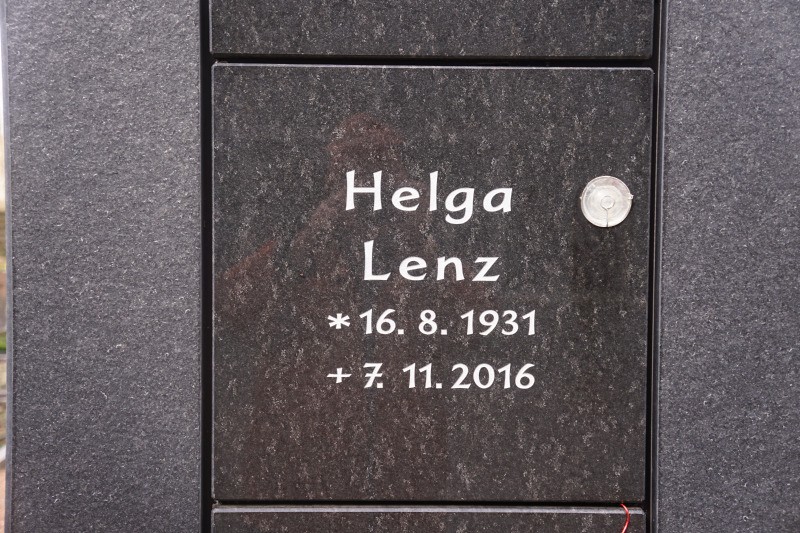 Helga
Lenz
* 16. 8. 1931
+ 7. 11. 2016